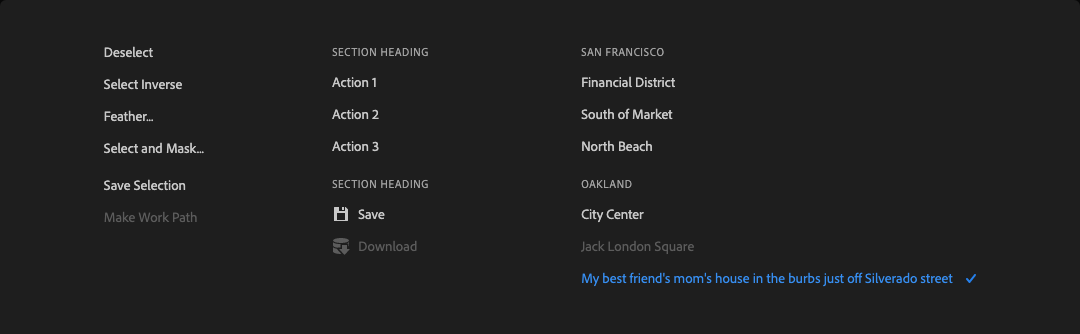 Deselect
Select Inverse
Feather...
Select and Mask...
Save Selection
Make Work Path
SECTION HEADING
Action 1
Action 2
Action 3
SECTION HEADING
Save
Download
SAN FRANCISCO
Financial District
South of Market
North Beach
OAKLAND
City Center
Jack London Square
My best friend's mom's house in the burbs just off Silverado street